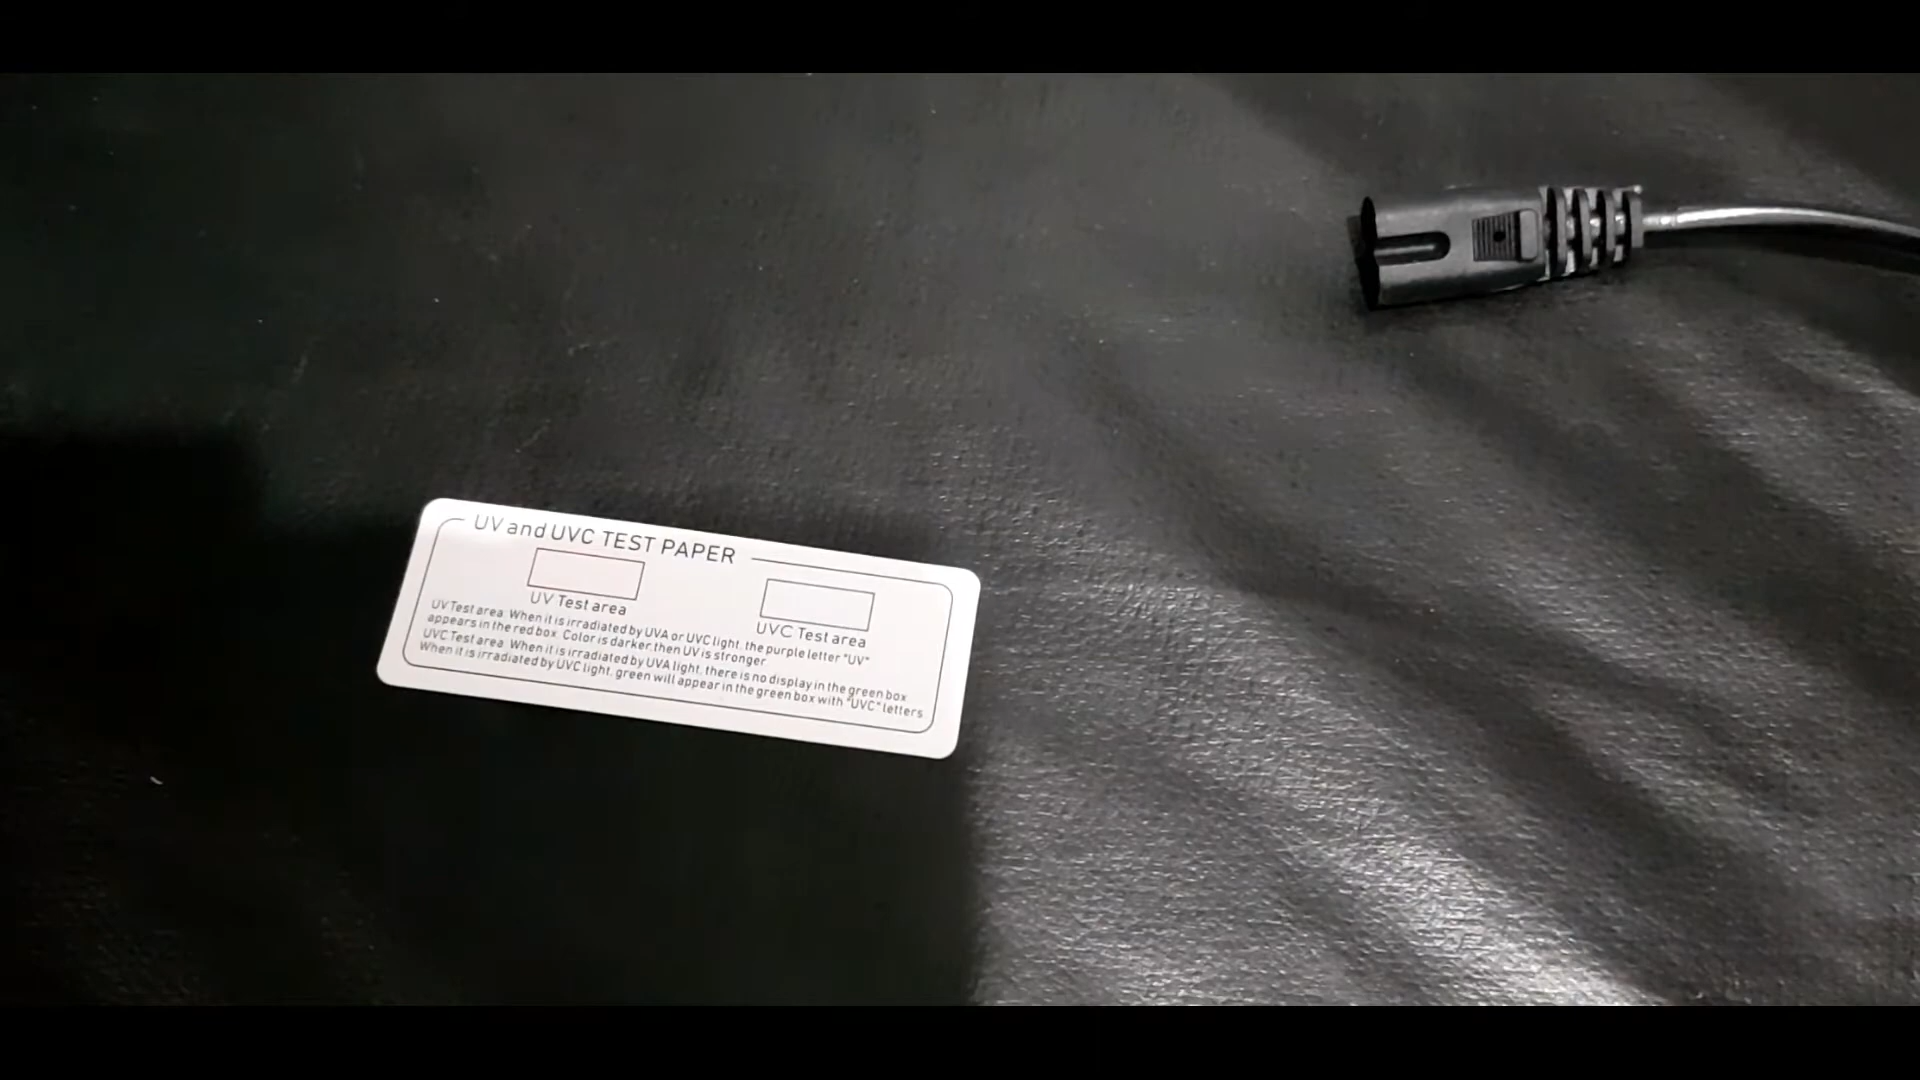 UV and UVC TEST PAPER
UV Test area
UVC Test area
UV Test area: When it is irradiated by UVA or UVC light, the purple letter "UV"
appears in the red box. Color is darker, then UV is stronger.
UVC Test area: When it is irradiated by UVA light, there is no display in the green box.
When it is irradiated by UVC light, green will appear in the green box with "UVC" letters